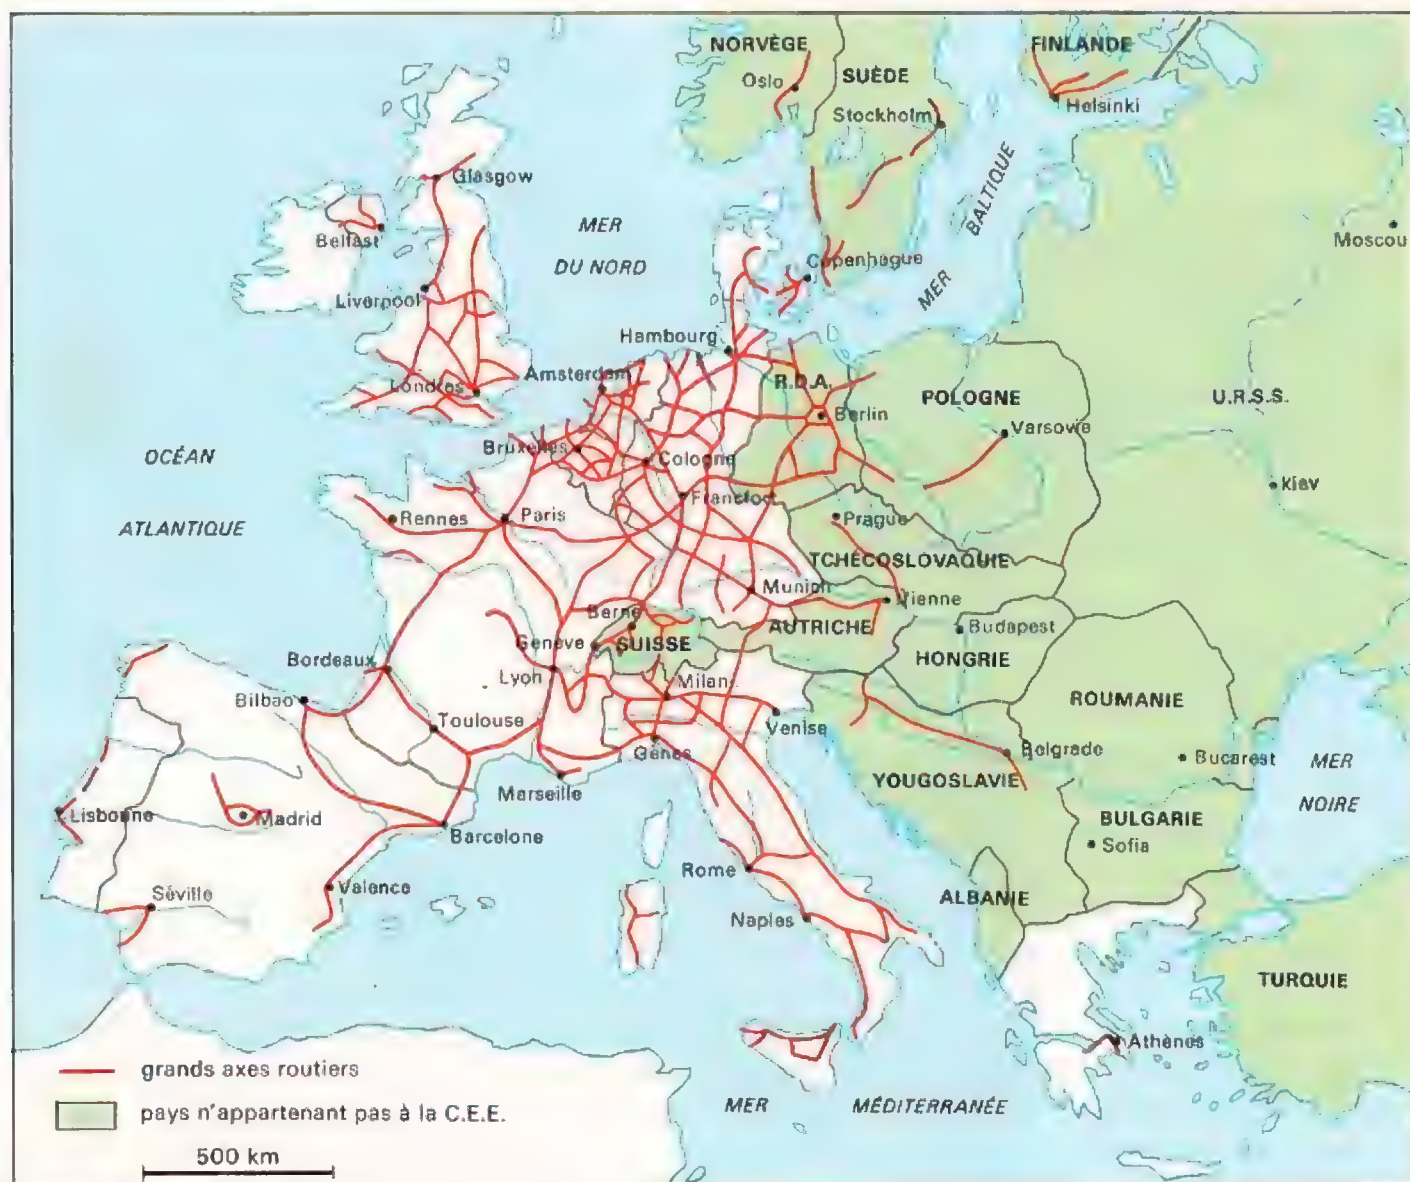 NORVÈGE
FINLANDE
SUÈDE
Oslo
Helsinki
Stockholm
BALTIQUE
MER
Glasgow
MER
DU NORD
Belfast
Moscou
Copenhague
Liverpool
Hambourg
Amsterdam
R.D.A.
Londres
POLOGNE
U.R.S.S.
Berlin
Varsovie
Bruxelles
Cologne
OCÉAN
ATLANTIQUE
Francfort
kiev
Rennes
Paris
Prague
TCHÉCOSLOVAQUIE
Munich
Vienne
Berne
AUTRICHE
Budapest
Genève
SUISSE
HONGRIE
Bordeaux
Lyon
Milan
ROUMANIE
Bilbao
Toulouse
Venise
Gênes
Belgrade
Bucarest
MER
NOIRE
YOUGOSLAVIE
Marseille
Lisbonne
Madrid
BULGARIE
Barcelone
Sofia
Rome
Valence
Séville
ALBANIE
Naples
TURQUIE
Athènes
grands axes routiers
pays n'appartenant pas à la C.E.E.
MER
MÉDITERRANÉE
500 km